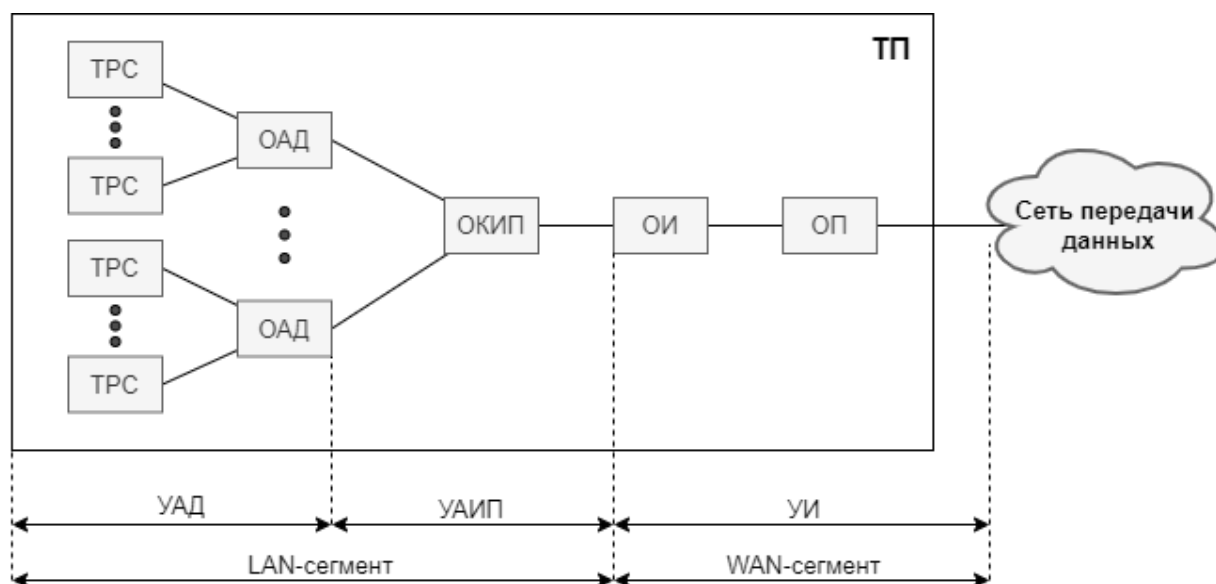 ТП
ТРС
ОАД
ТРС
ОКИП
ОИ
ОП
Сеть передачи
данных
ТРС
ОАД
ТРС
УАД
УАИП
УИ
LAN-сегмент
WAN-сегмент